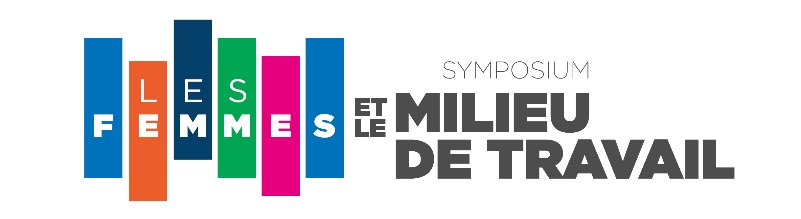 LES
FEMMES
ET
LE
SYMPOSIUM
MILIEU
DE TRAVAIL